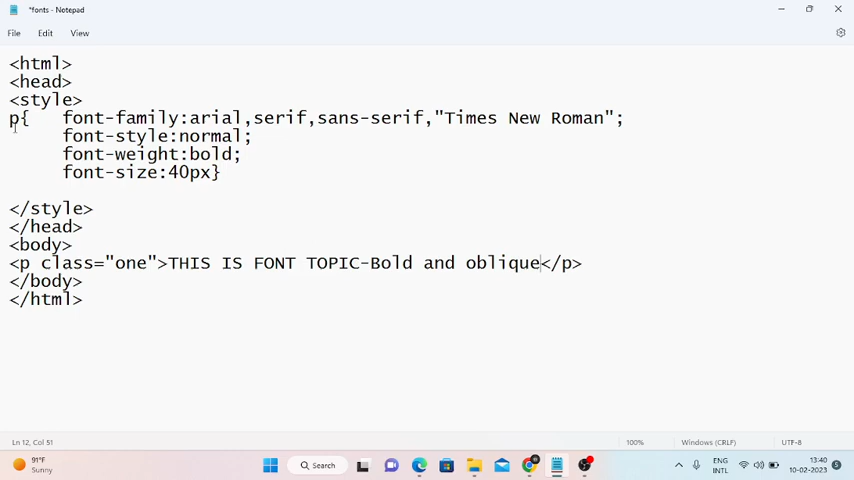 *fonts - Notepad
File Edit View
<html>
<head>
<style>
p{ font-family:arial,serif,sans-serif,"Times New Roman";
font-style:normal;
font-weight:bold;
font-size:40px}
</style>
</head>
<body>
<p class="one">THIS IS FONT TOPIC-Bold and oblique</p>
</body>
</html>
Ln 12, Col 51 100% Windows (CRLF) UTF-8
91°F
Sunny
Search
ENG
INTL
13:40
10-02-2023